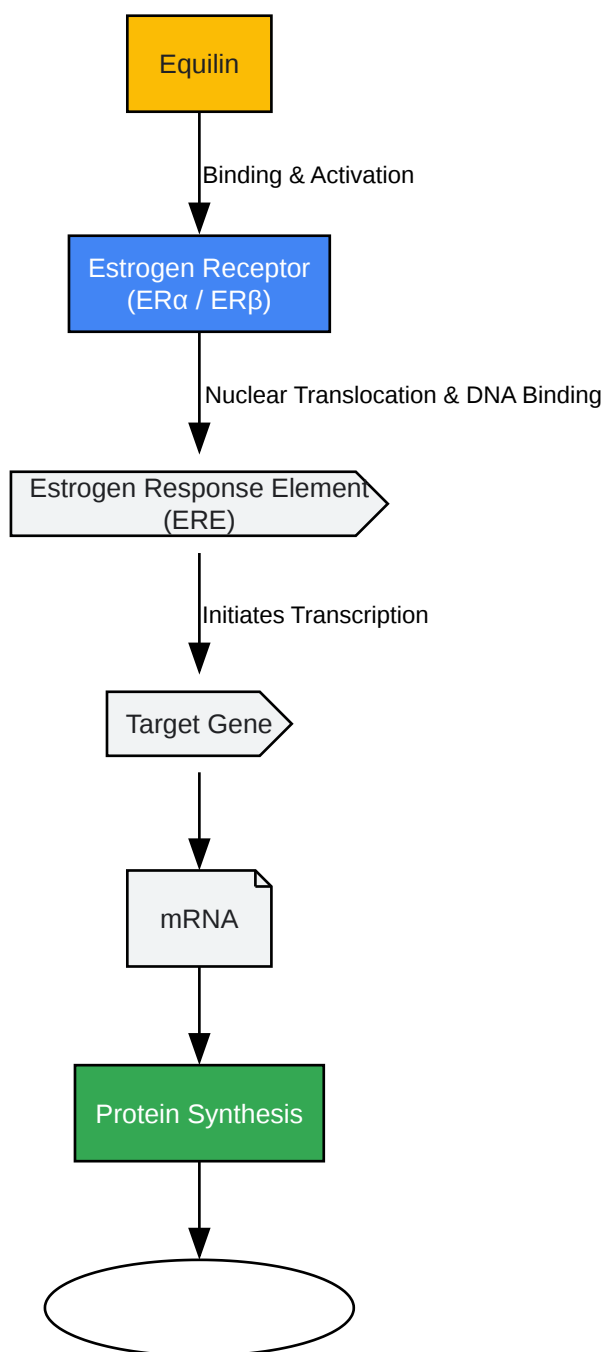 Equilin
Binding & Activation
Estrogen Receptor
(ERα / ERβ)
Nuclear Translocation & DNA Binding
Estrogen Response Element
(ERE)
Initiates Transcription
Target Gene
mRNA
Protein Synthesis